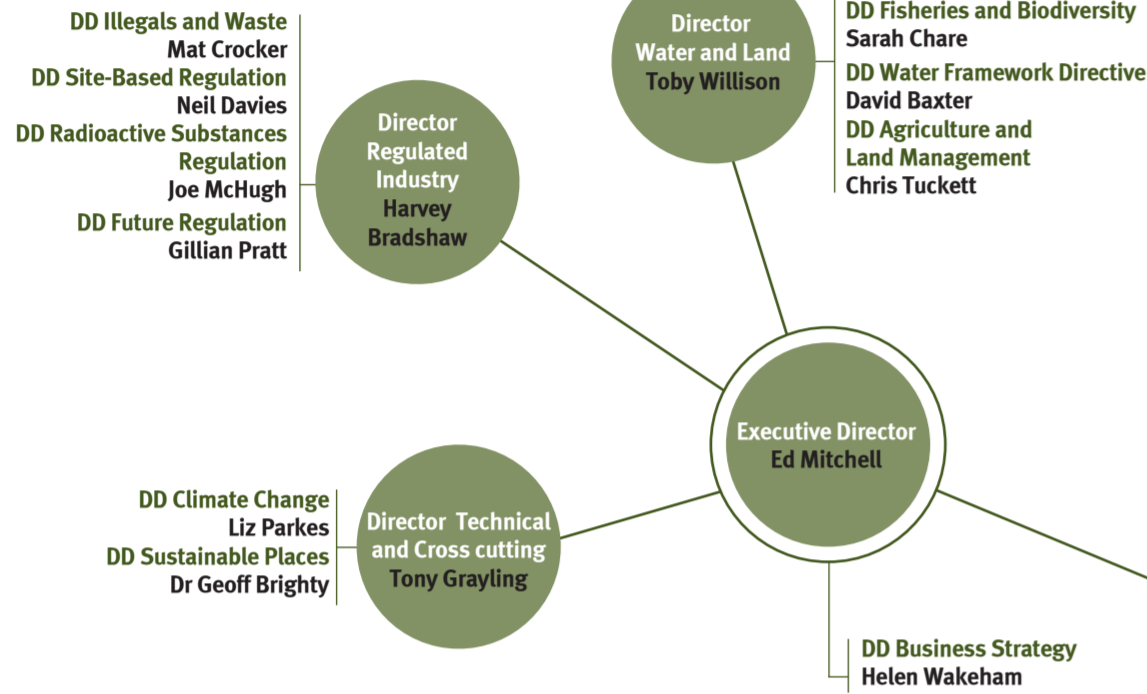 DD Illegals and Waste
Mat Crocker
DD Site-Based Regulation
Neil Davies
DD Radioactive Substances
Regulation
Joe McHugh
DD Future Regulation
Gillian Pratt
Director
Regulated
Industry
Harvey
Bradshaw
Director
Water and Land
Toby Willison
DD Fisheries and Biodiversity
Sarah Chare
DD Water Framework Directive
David Baxter
DD Agriculture and
Land Management
Chris Tuckett
Executive Director
Ed Mitchell
DD Climate Change
Liz Parkes
DD Sustainable Places
Dr Geoff Brighty
Director Technical
and Cross cutting
Tony Grayling
DD Business Strategy
Helen Wakeham